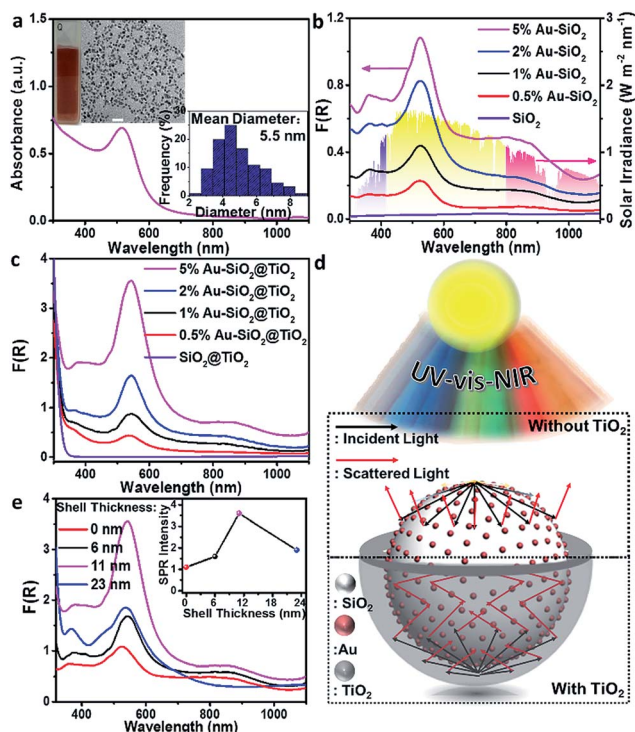 a
G
Mean Diameter:
5.5 nm
Frequency (%)
0
10
20
30
2
4
6
8
Diameter (nm)
Absorbance (a.u.)
0.0
0.5
1.0
1.5
400
600
800
1000
Wavelength (nm)
b
5% Au-SiO₂
2% Au-SiO₂
1% Au-SiO₂
0.5% Au-SiO₂
SiO₂
F(R)
0.0
0.4
0.8
1.2
Solar Irradiance (W m⁻² nm⁻¹)
0
1
2
3
400
600
800
1000
Wavelength (nm)
c
5% Au-SiO₂@TiO₂
2% Au-SiO₂@TiO₂
1% Au-SiO₂@TiO₂
0.5% Au-SiO₂@TiO₂
SiO₂@TiO₂
F(R)
0
1
2
3
4
400
600
800
1000
Wavelength (nm)
d
UV-vis-NIR
Without TiO₂
: Incident Light
: Scattered Light
: SiO₂
:Au
: TiO₂
With TiO₂
e
Shell Thickness:
0 nm
6 nm
11 nm
23 nm
SPR Intensity
0
1
2
3
4
0
6
12
18
24
Shell Thickness (nm)
F(R)
0
1
2
3
4
400
600
800
1000
Wavelength (nm)